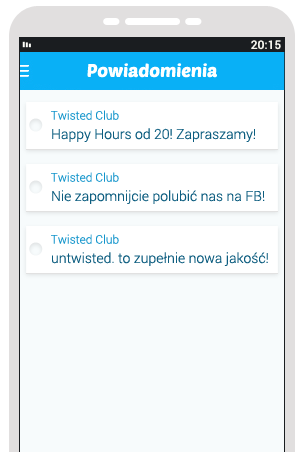 20:15
Powiadomienia
Twisted Club
Happy Hours od 20! Zapraszamy!
Twisted Club
Nie zapomnijcie polubić nas na FB!
Twisted Club
untwisted. to zupełnie nowa jakość!